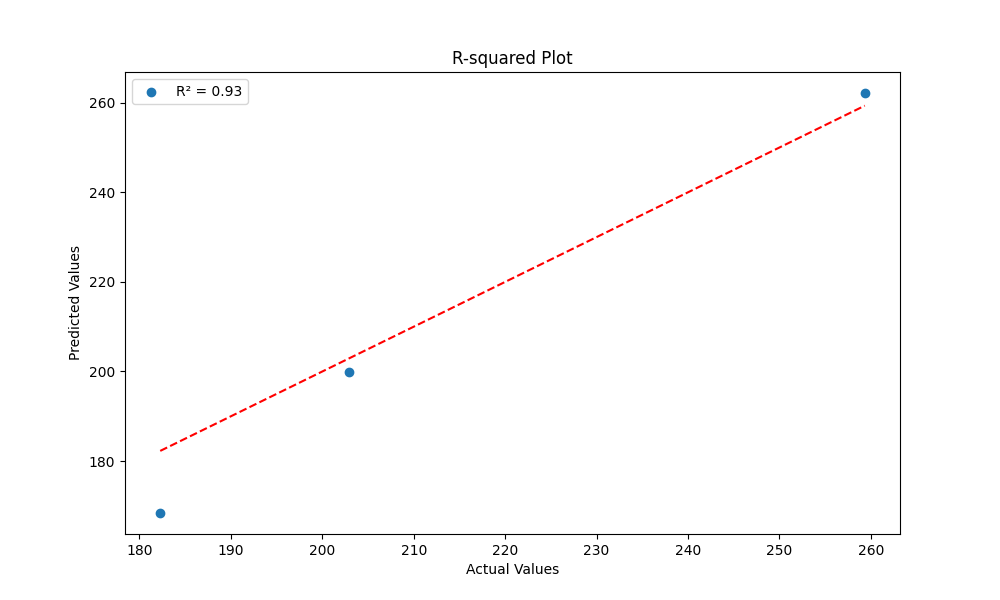 R-squared Plot
R² = 0.93
Predicted Values
260
240
220
200
180
180 190 200 210 220 230 240 250 260
Actual Values